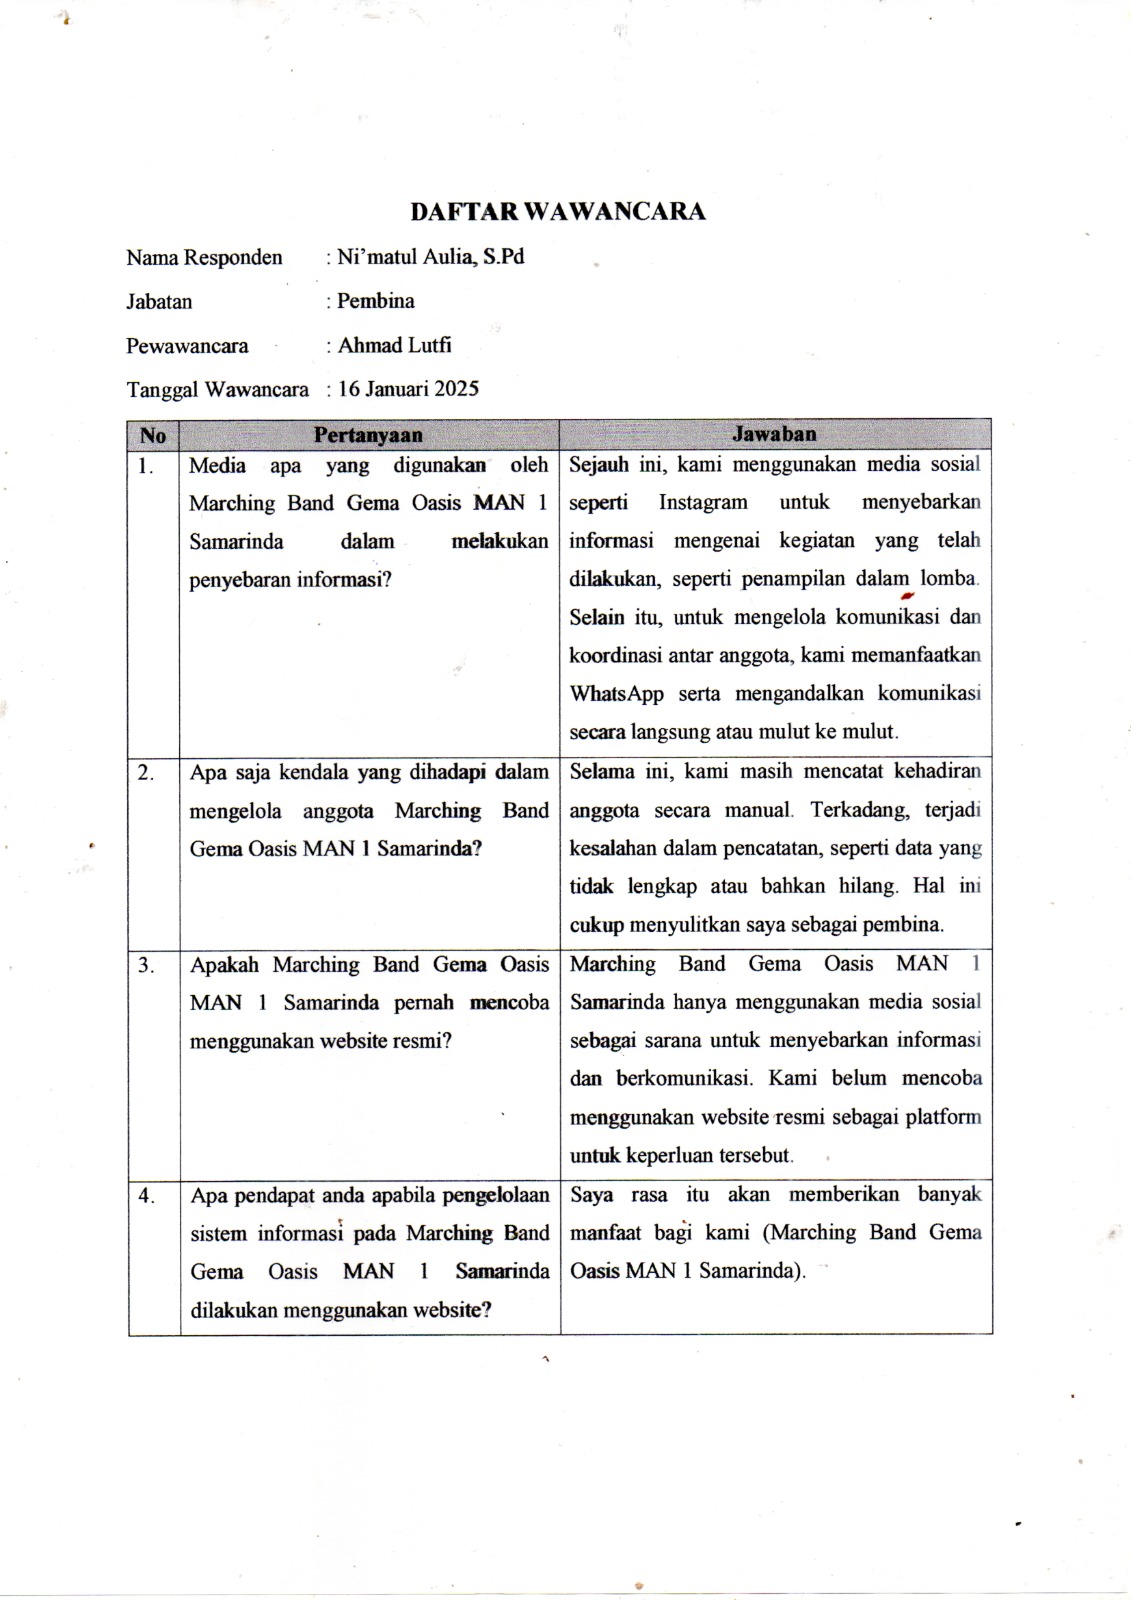 DAFTAR WAWANCARA
Nama Responden : Ni'matul Aulia, S.Pd
Jabatan : Pembina
Pewawancara : Ahmad Lutfi
Tanggal Wawancara : 16 Januari 2025
No Pertanyaan Jawaban
1.
Media apa yang digunakan oleh
Marching Band Gema Oasis MAN 1
Samarinda dalam melakukan
penyebaran informasi?
Sejauh ini, kami menggunakan media sosial
seperti Instagram untuk menyebarkan
informasi mengenai kegiatan yang telah
dilakukan, seperti penampilan dalam lomba.
Selain itu, untuk mengelola komunikasi dan
koordinasi antar anggota, kami memanfaatkan
WhatsApp serta mengandalkan komunikasi
secara langsung atau mulut ke mulut.
2.
Apa saja kendala yang dihadapi dalam
mengelola anggota Marching Band
Gema Oasis MAN 1 Samarinda?
Selama ini, kami masih mencatat kehadiran
anggota secara manual. Terkadang, terjadi
kesalahan dalam pencatatan, seperti data yang
tidak lengkap atau bahkan hilang. Hal ini
cukup menyulitkan saya sebagai pembina.
3.
Apakah Marching Band Gema Oasis
MAN 1 Samarinda pernah mencoba
menggunakan website resmi?
Marching Band Gema Oasis MAN 1
Samarinda hanya menggunakan media sosial
sebagai sarana untuk menyebarkan informasi
dan berkomunikasi. Kami belum mencoba
menggunakan website resmi sebagai platform
untuk keperluan tersebut.
4.
Apa pendapat anda apabila pengelolaan
sistem informasi pada Marching Band
Gema Oasis MAN 1 Samarinda
dilakukan menggunakan website?
Saya rasa itu akan memberikan banyak
manfaat bagi kami (Marching Band Gema
Oasis MAN 1 Samarinda).